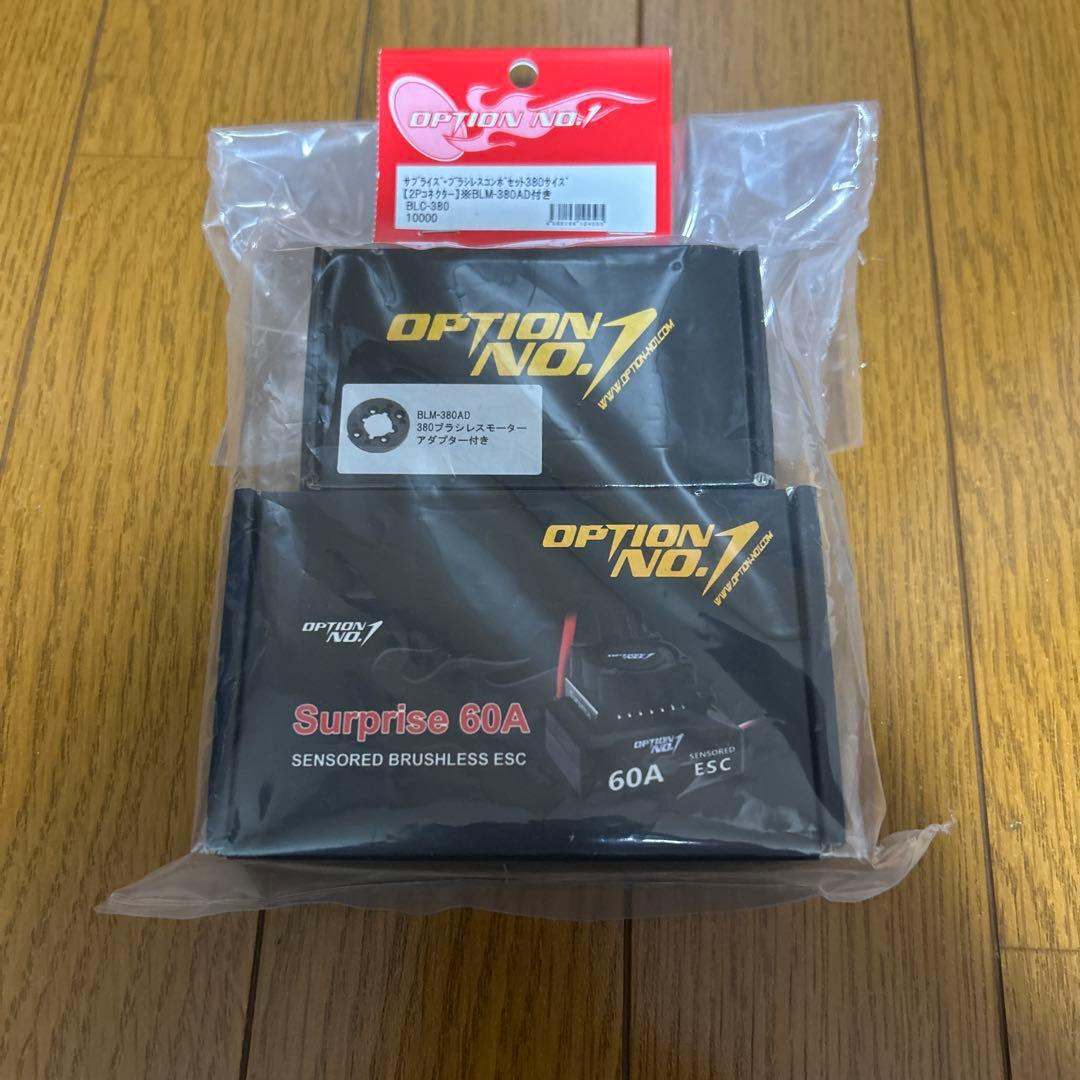 OPTION NO.1
サプライズ・ブラシレスコンボセット380サイズ
【2Pコネクター】※BLM-380AD付き
BLC-380
10000
OPTION
NO.1
WWW.OPTION-NO1.COM
BLM-380AD
380ブラシレスモーター
アダプター付き
OPTION
NO.1
WWW.OPTION-NO1.COM
OPTION
NO.1
Surprise 60A
SENSORED BRUSHLESS ESC
OPTION NO.1
OPTION
NO.1
60A
SENSORED
ESC